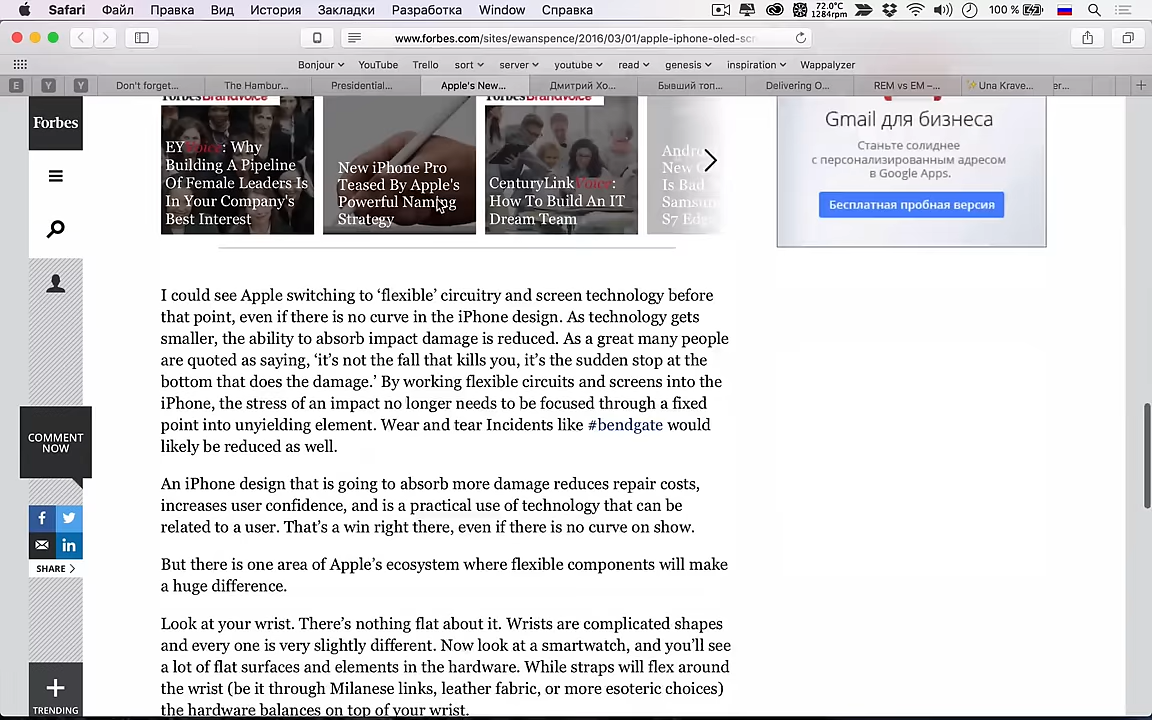 Safari Файл Правка Вид История Закладки Разработка Window Справка 72.0°C 1284rpm 100 %
www.forbes.com/sites/ewanspence/2016/03/01/apple-iphone-oled-scr
Bonjour YouTube Trello sort server youtube read genesis inspiration Wappalyzer
E Y Y Don't forget... The Hambur... Presidential... Apple's New... Дмитрий Хо... Бывший топ... Delivering O... REM vs EM –... Una Krave... er...
Forbes
ForbesBrandVoice
EYVoice: Why
Building A Pipeline
Of Female Leaders Is
In Your Company's
Best Interest
New iPhone Pro
Teased By Apple's
Powerful Naming
Strategy
ForbesBrandVoice
CenturyLinkVoice:
How To Build An IT
Dream Team
New
Is Bad
S7 Edge
Gmail для бизнеса
Станьте солиднее
с персонализированным адресом
в Google Apps.
Бесплатная пробная версия
I could see Apple switching to ‘flexible’ circuitry and screen technology before
that point, even if there is no curve in the iPhone design. As technology gets
smaller, the ability to absorb impact damage is reduced. As a great many people
are quoted as saying, ‘it’s not the fall that kills you, it’s the sudden stop at the
bottom that does the damage.’ By working flexible circuits and screens into the
iPhone, the stress of an impact no longer needs to be focused through a fixed
point into unyielding element. Wear and tear Incidents like #bendgate would
likely be reduced as well.
An iPhone design that is going to absorb more damage reduces repair costs,
increases user confidence, and is a practical use of technology that can be
related to a user. That’s a win right there, even if there is no curve on show.
But there is one area of Apple’s ecosystem where flexible components will make
a huge difference.
Look at your wrist. There’s nothing flat about it. Wrists are complicated shapes
and every one is very slightly different. Now look at a smartwatch, and you’ll see
a lot of flat surfaces and elements in the hardware. While straps will flex around
the wrist (be it through Milanese links, leather fabric, or more esoteric choices)
the hardware balances on top of your wrist.
COMMENT
NOW
SHARE
TRENDING